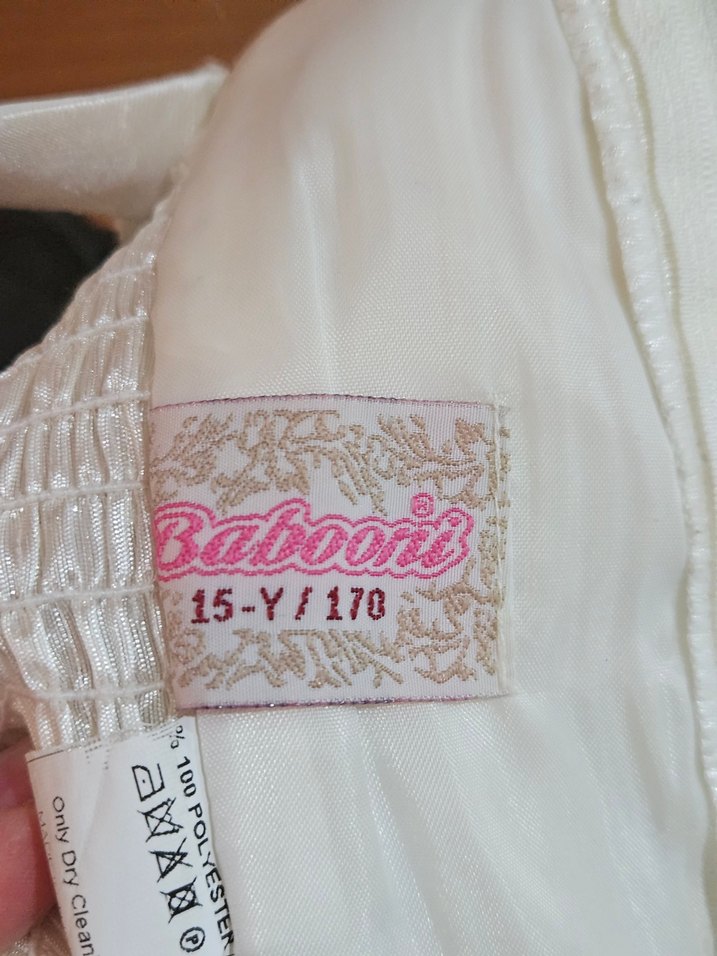 Babooni®
15-Y / 170
% 100 POLYESTER
P
Only Dry Clean